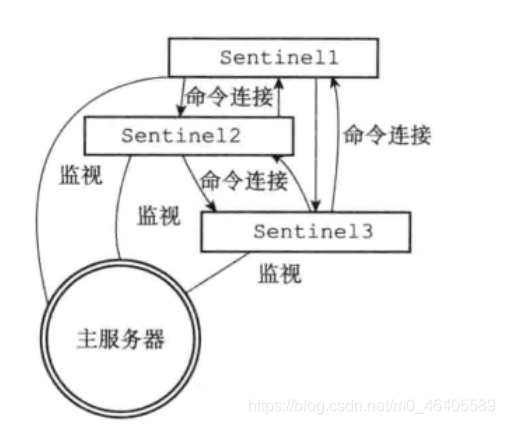 Sentinel1
命令连接
Sentinel2
命令连接
监视
命令连接
监视
Sentinel3
监视
主服务器
https://blog.csdn.net/m0_46405589